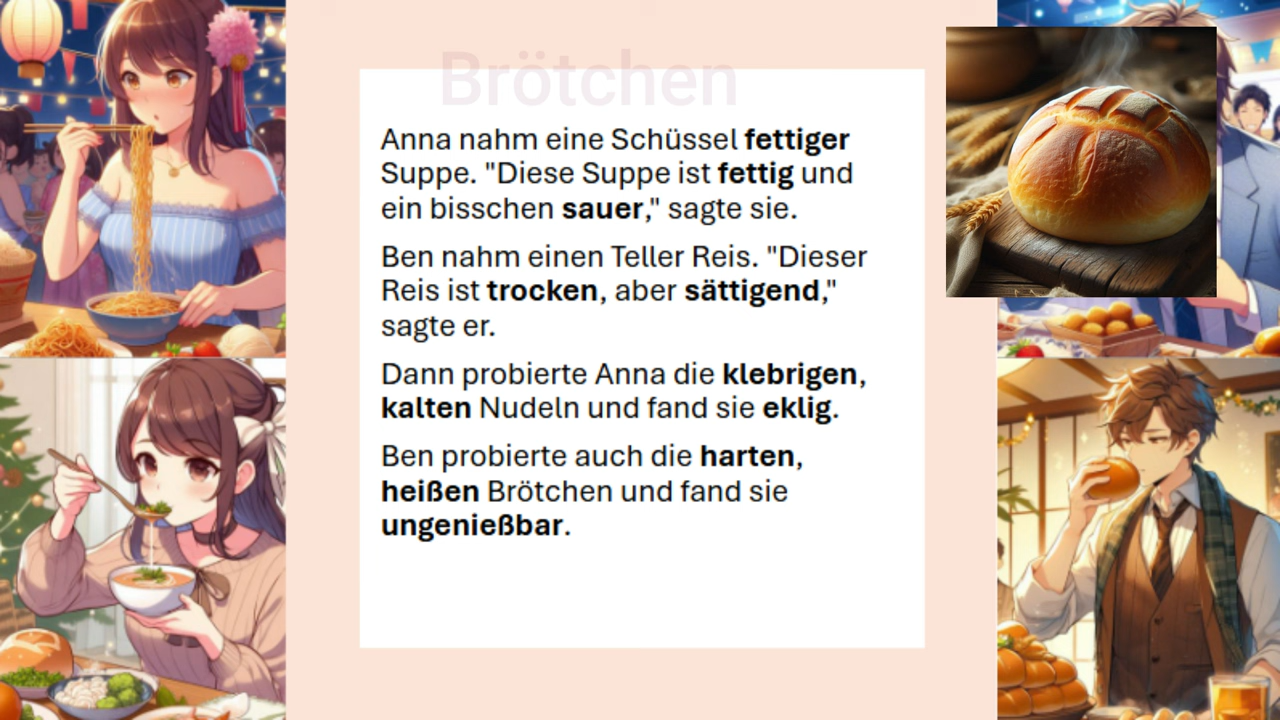 Brötchen
Anna nahm eine Schüssel fettiger
Suppe. "Diese Suppe ist fettig und
ein bisschen sauer," sagte sie.
Ben nahm einen Teller Reis. "Dieser
Reis ist trocken, aber sättigend,"
sagte er.
Dann probierte Anna die klebrigen,
kalten Nudeln und fand sie eklig.
Ben probierte auch die harten,
heißen Brötchen und fand sie
ungenießbar.